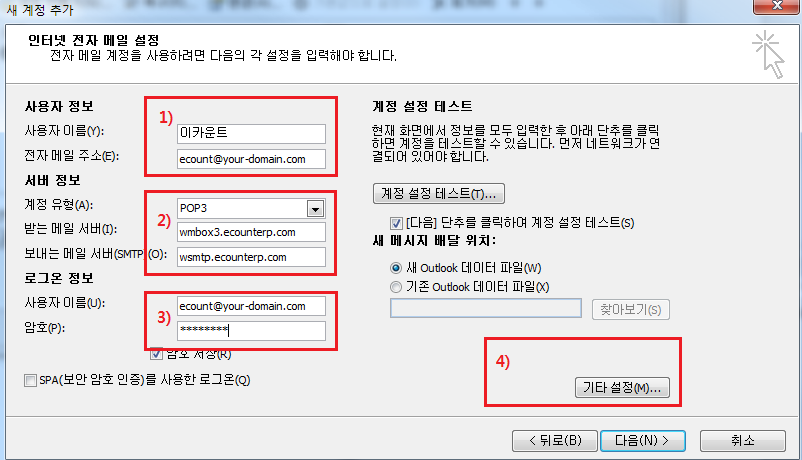 새 계정 추가
인터넷 전자 메일 설정
전자 메일 계정을 사용하려면 다음의 각 설정을 입력해야 합니다.
사용자 정보
1)
사용자 이름(Y):
이카운트
전자 메일 주소(E):
ecount@your-domain.com
서버 정보
2)
계정 유형(A):
POP3
받는 메일 서버(I):
wmbox3.ecounterp.com
보내는 메일 서버(SMTP)(O):
wsmtp.ecounterp.com
로그온 정보
3)
사용자 이름(U):
ecount@your-domain.com
암호(P):
********
암호 저장(R)
SPA(보안 암호 인증)를 사용한 로그온(Q)
계정 설정 테스트
현재 화면에서 정보를 모두 입력한 후 아래 단추를 클릭
하면 계정을 테스트할 수 있습니다. 먼저 네트워크가 연
결되어 있어야 합니다.
계정 설정 테스트(T)...
[다음] 단추를 클릭하여 계정 설정 테스트(S)
새 메시지 배달 위치:
새 Outlook 데이터 파일(W)
기존 Outlook 데이터 파일(X)
찾아보기(S)
4)
기타 설정(M)...
< 뒤로(B)
다음(N) >
취소